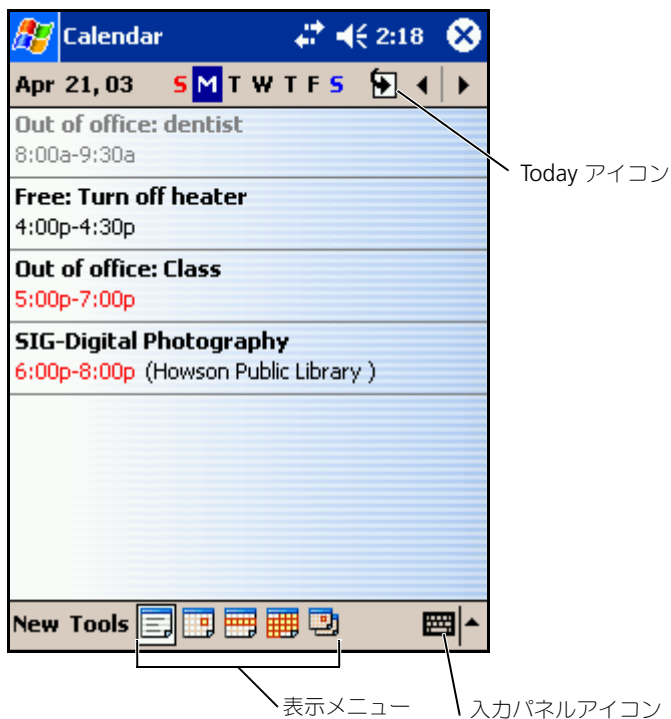 Calendar 2:18
Apr 21, 03 S M T W T F S
Out of office: dentist
8:00a-9:30a
Today アイコン
Free: Turn off heater
4:00p-4:30p
Out of office: Class
5:00p-7:00p
SIG-Digital Photography
6:00p-8:00p (Howson Public Library )
New Tools
表示メニュー
入力パネルアイコン